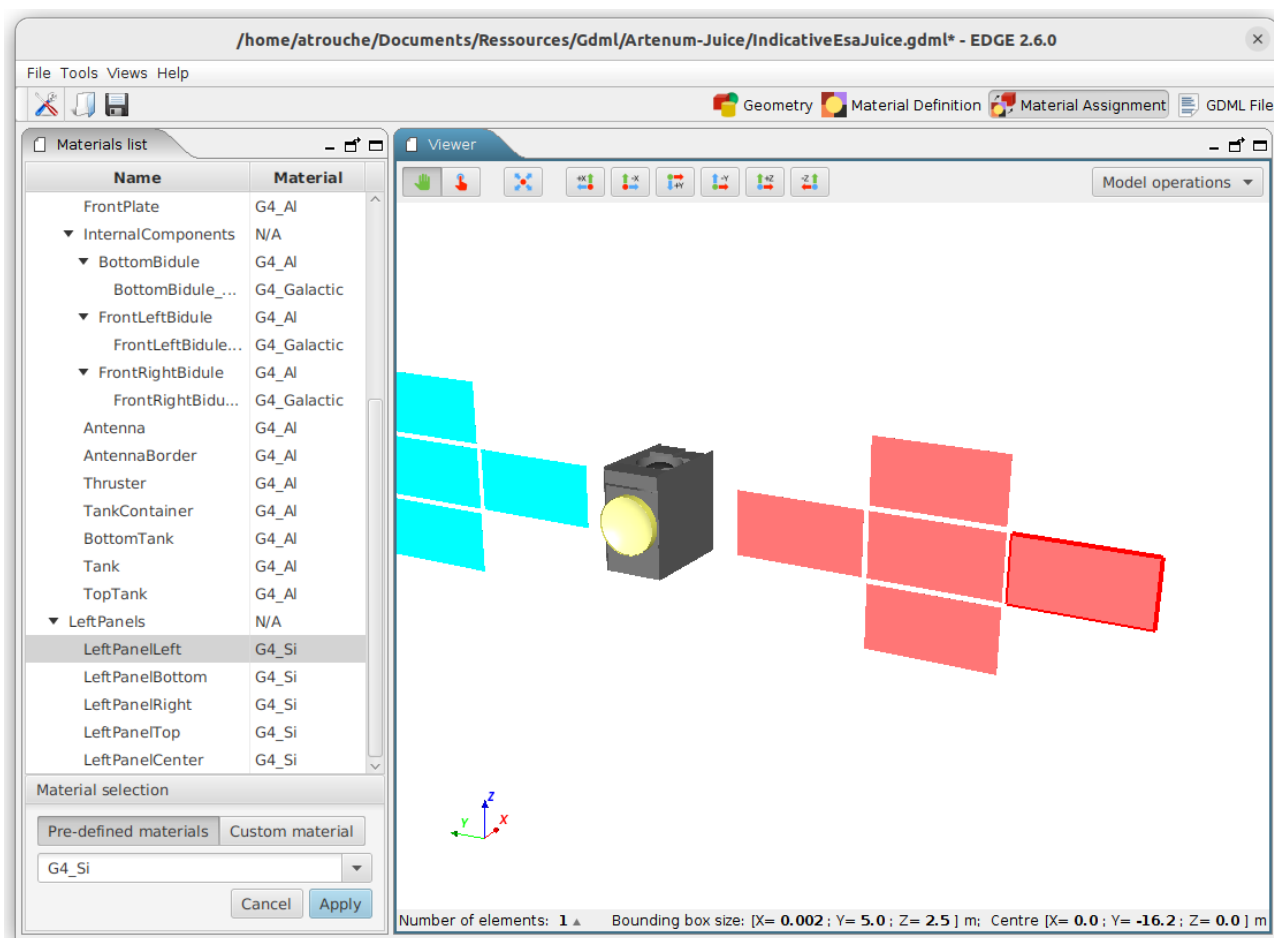 /home/atrouche/Documents/Ressources/Gdml/Artenum-Juice/IndicativeEsaJuice.gdml* - EDGE 2.6.0
File Tools Views Help
Geometry Material Definition Material Assignment GDML File
Materials list
Viewer
Name Material
+X -X +Y -Y +Z -Z Model operations
FrontPlate G4_Al
InternalComponents N/A
BottomBidule G4_Al
BottomBidule_... G4_Galactic
FrontLeftBidule G4_Al
FrontLeftBidule... G4_Galactic
FrontRightBidule G4_Al
FrontRightBidu... G4_Galactic
Antenna G4_Al
AntennaBorder G4_Al
Thruster G4_Al
TankContainer G4_Al
BottomTank G4_Al
Tank G4_Al
TopTank G4_Al
LeftPanels N/A
LeftPanelLeft G4_Si
LeftPanelBottom G4_Si
LeftPanelRight G4_Si
LeftPanelTop G4_Si
LeftPanelCenter G4_Si
Material selection
Pre-defined materials Custom material
G4_Si
Cancel Apply
Z
Y X
Number of elements: 1 Bounding box size: [X= 0.002 ; Y= 5.0 ; Z= 2.5 ] m; Centre [X= 0.0 ; Y= -16.2 ; Z= 0.0 ] m